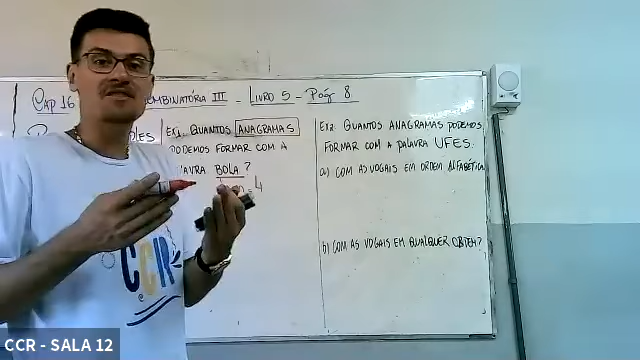 CAP 16
COMBINATÓRIA III - LIVRO 5 - PÁG 8
EX1. QUANTOS ANAGRAMAS
PODEMOS FORMAR COM A
BOLA?
4
EX2. QUANTOS ANAGRAMAS PODEMOS
FORMAR COM A PALAVRA UFES:
a) COM AS VOGAIS EM ORDEM ALFABÉTICA
b) COM AS VOGAIS EM QUALQUER ORDEM?
CCR
CCR - SALA 12